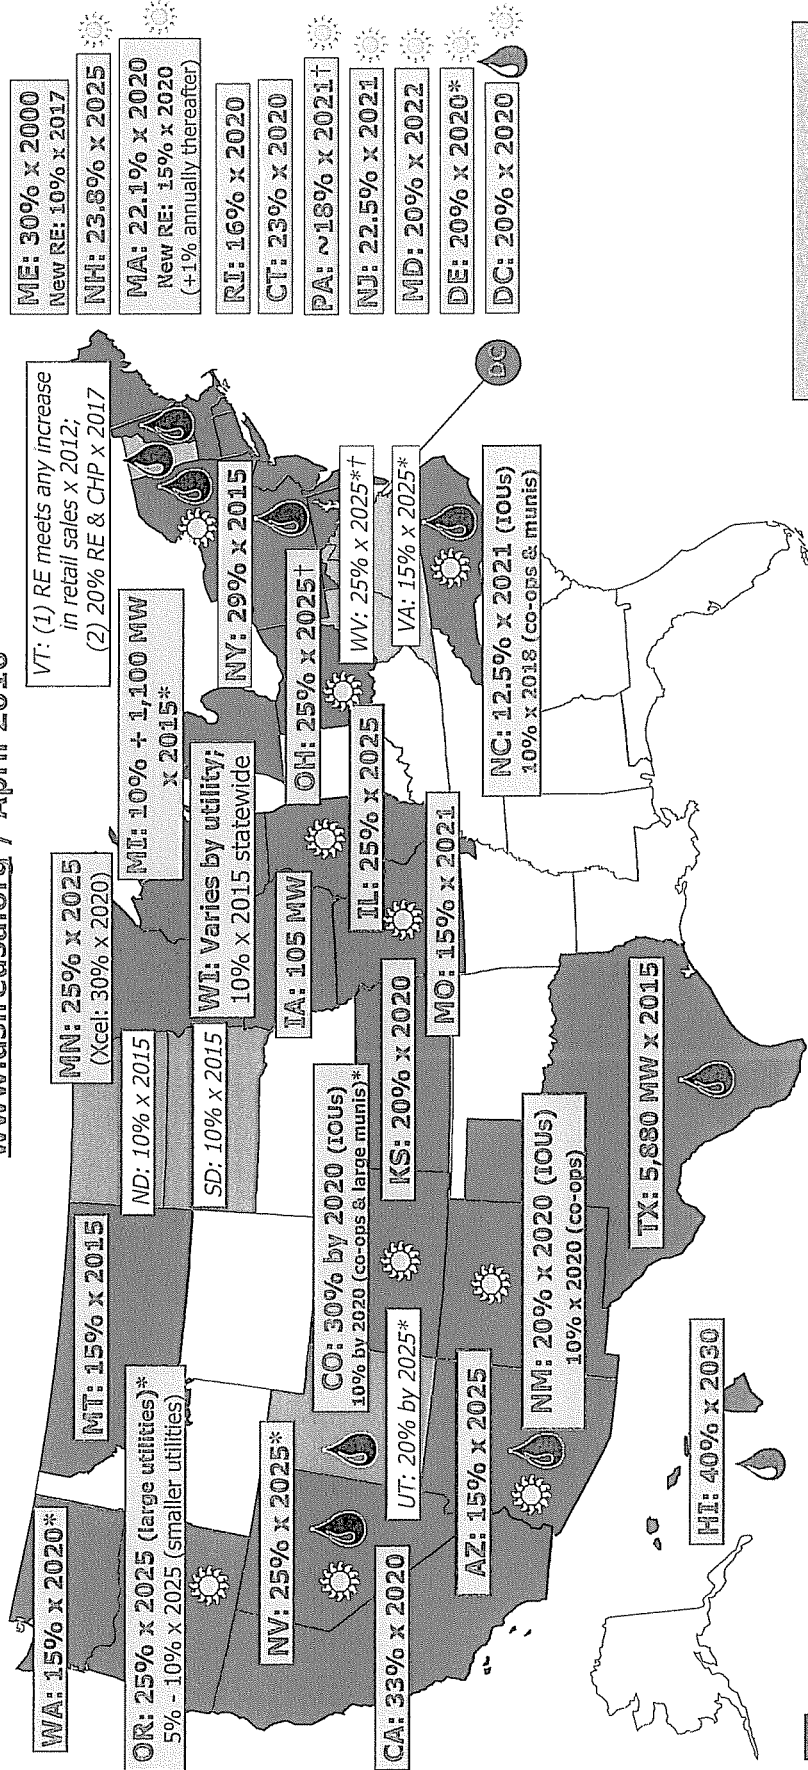 April 2010
ME: 30% x 2000
New RE: 10% x 2017
NH: 23.8% x 2025
MA: 22.1% x 2020
New RE: 15% x 2020
(+1% annually thereafter)
RI: 16% x 2020
CT: 23% x 2020
PA: ~18% x 2021†
NJ: 22.5% x 2021
MD: 20% x 2022
DE: 20% x 2020*
DC: 20% x 2020
VT: (1) RE meets any increase
in retail sales x 2012;
(2) 20% RE & CHP x 2017
DC
WA: 15% x 2020*
MT: 15% x 2015
ND: 10% x 2015
SD: 10% x 2015
MN: 25% x 2025
(Xcel: 30% x 2020)
MI: 10% + 1,100 MW
x 2015*
WI: Varies by utility;
10% x 2015 statewide
NY: 29% x 2015
OR: 25% x 2025 (large utilities)*
5% - 10% x 2025 (smaller utilities)
NV: 25% x 2025*
UT: 20% by 2025*
CO: 30% by 2020 (IOUs)
10% by 2020 (co-ops & large munis)*
IA: 105 MW
OH: 25% x 2025†
WV: 25% x 2025*†
VA: 15% x 2025*
IL: 25% x 2025
KS: 20% x 2020
MO: 15% x 2021
CA: 33% x 2020
AZ: 15% x 2025
NM: 20% x 2020 (IOUs)
10% x 2020 (co-ops)
NC: 12.5% x 2021 (IOUs)
10% x 2018 (co-ops & munis)
TX: 5,880 MW x 2015
HI: 40% x 2030